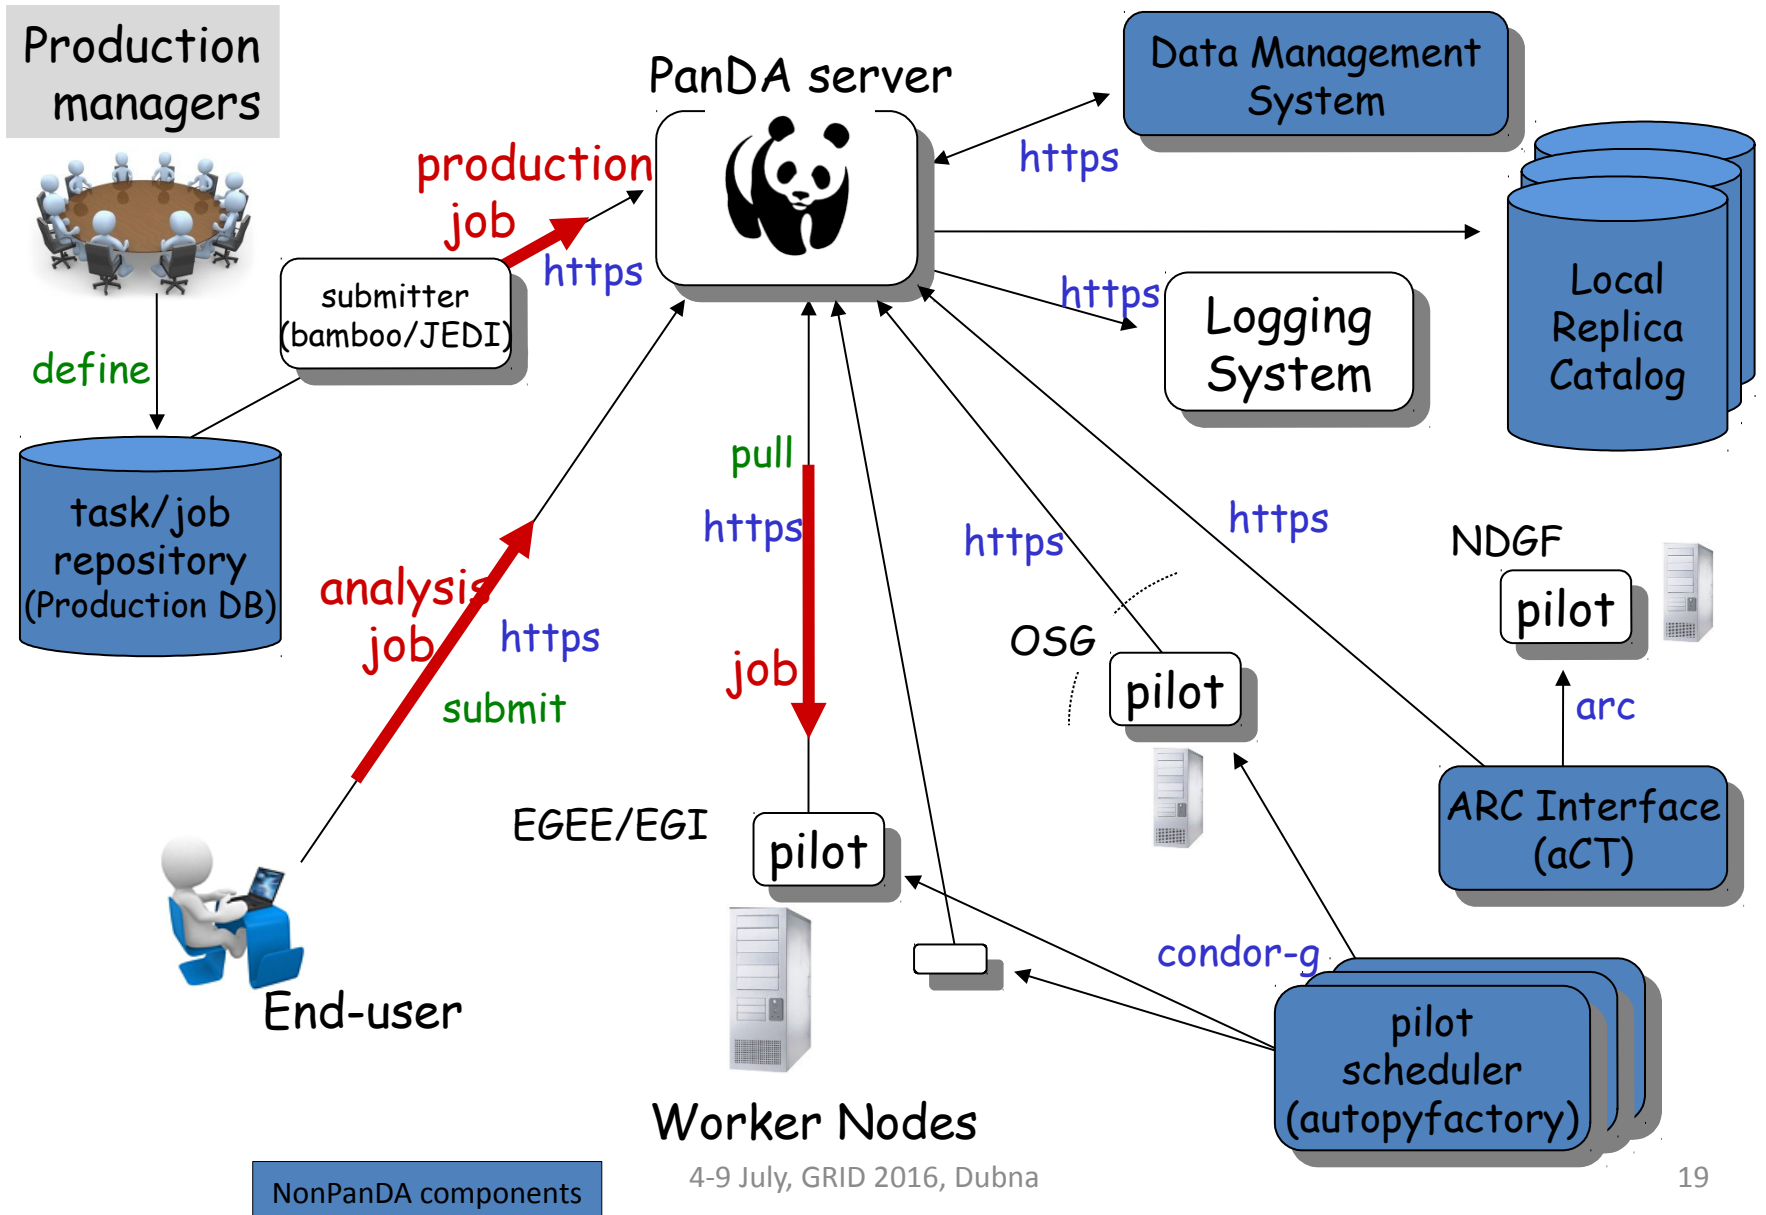 Production
managers
PanDA server
Data Management
System
https
production
job
https
submitter
(bamboo/JEDI)
https
Logging
System
Local
Replica
Catalog
define
pull
https
task/job
repository
(Production DB)
analysis
job
https
submit
job
https
https
OSG
pilot
NDGF
pilot
arc
ARC Interface
(aCT)
EGEE/EGI
pilot
condor-g
pilot
scheduler
(autopyfactory)
End-user
Worker Nodes
NonPanDA components
4-9 July, GRID 2016, Dubna
19